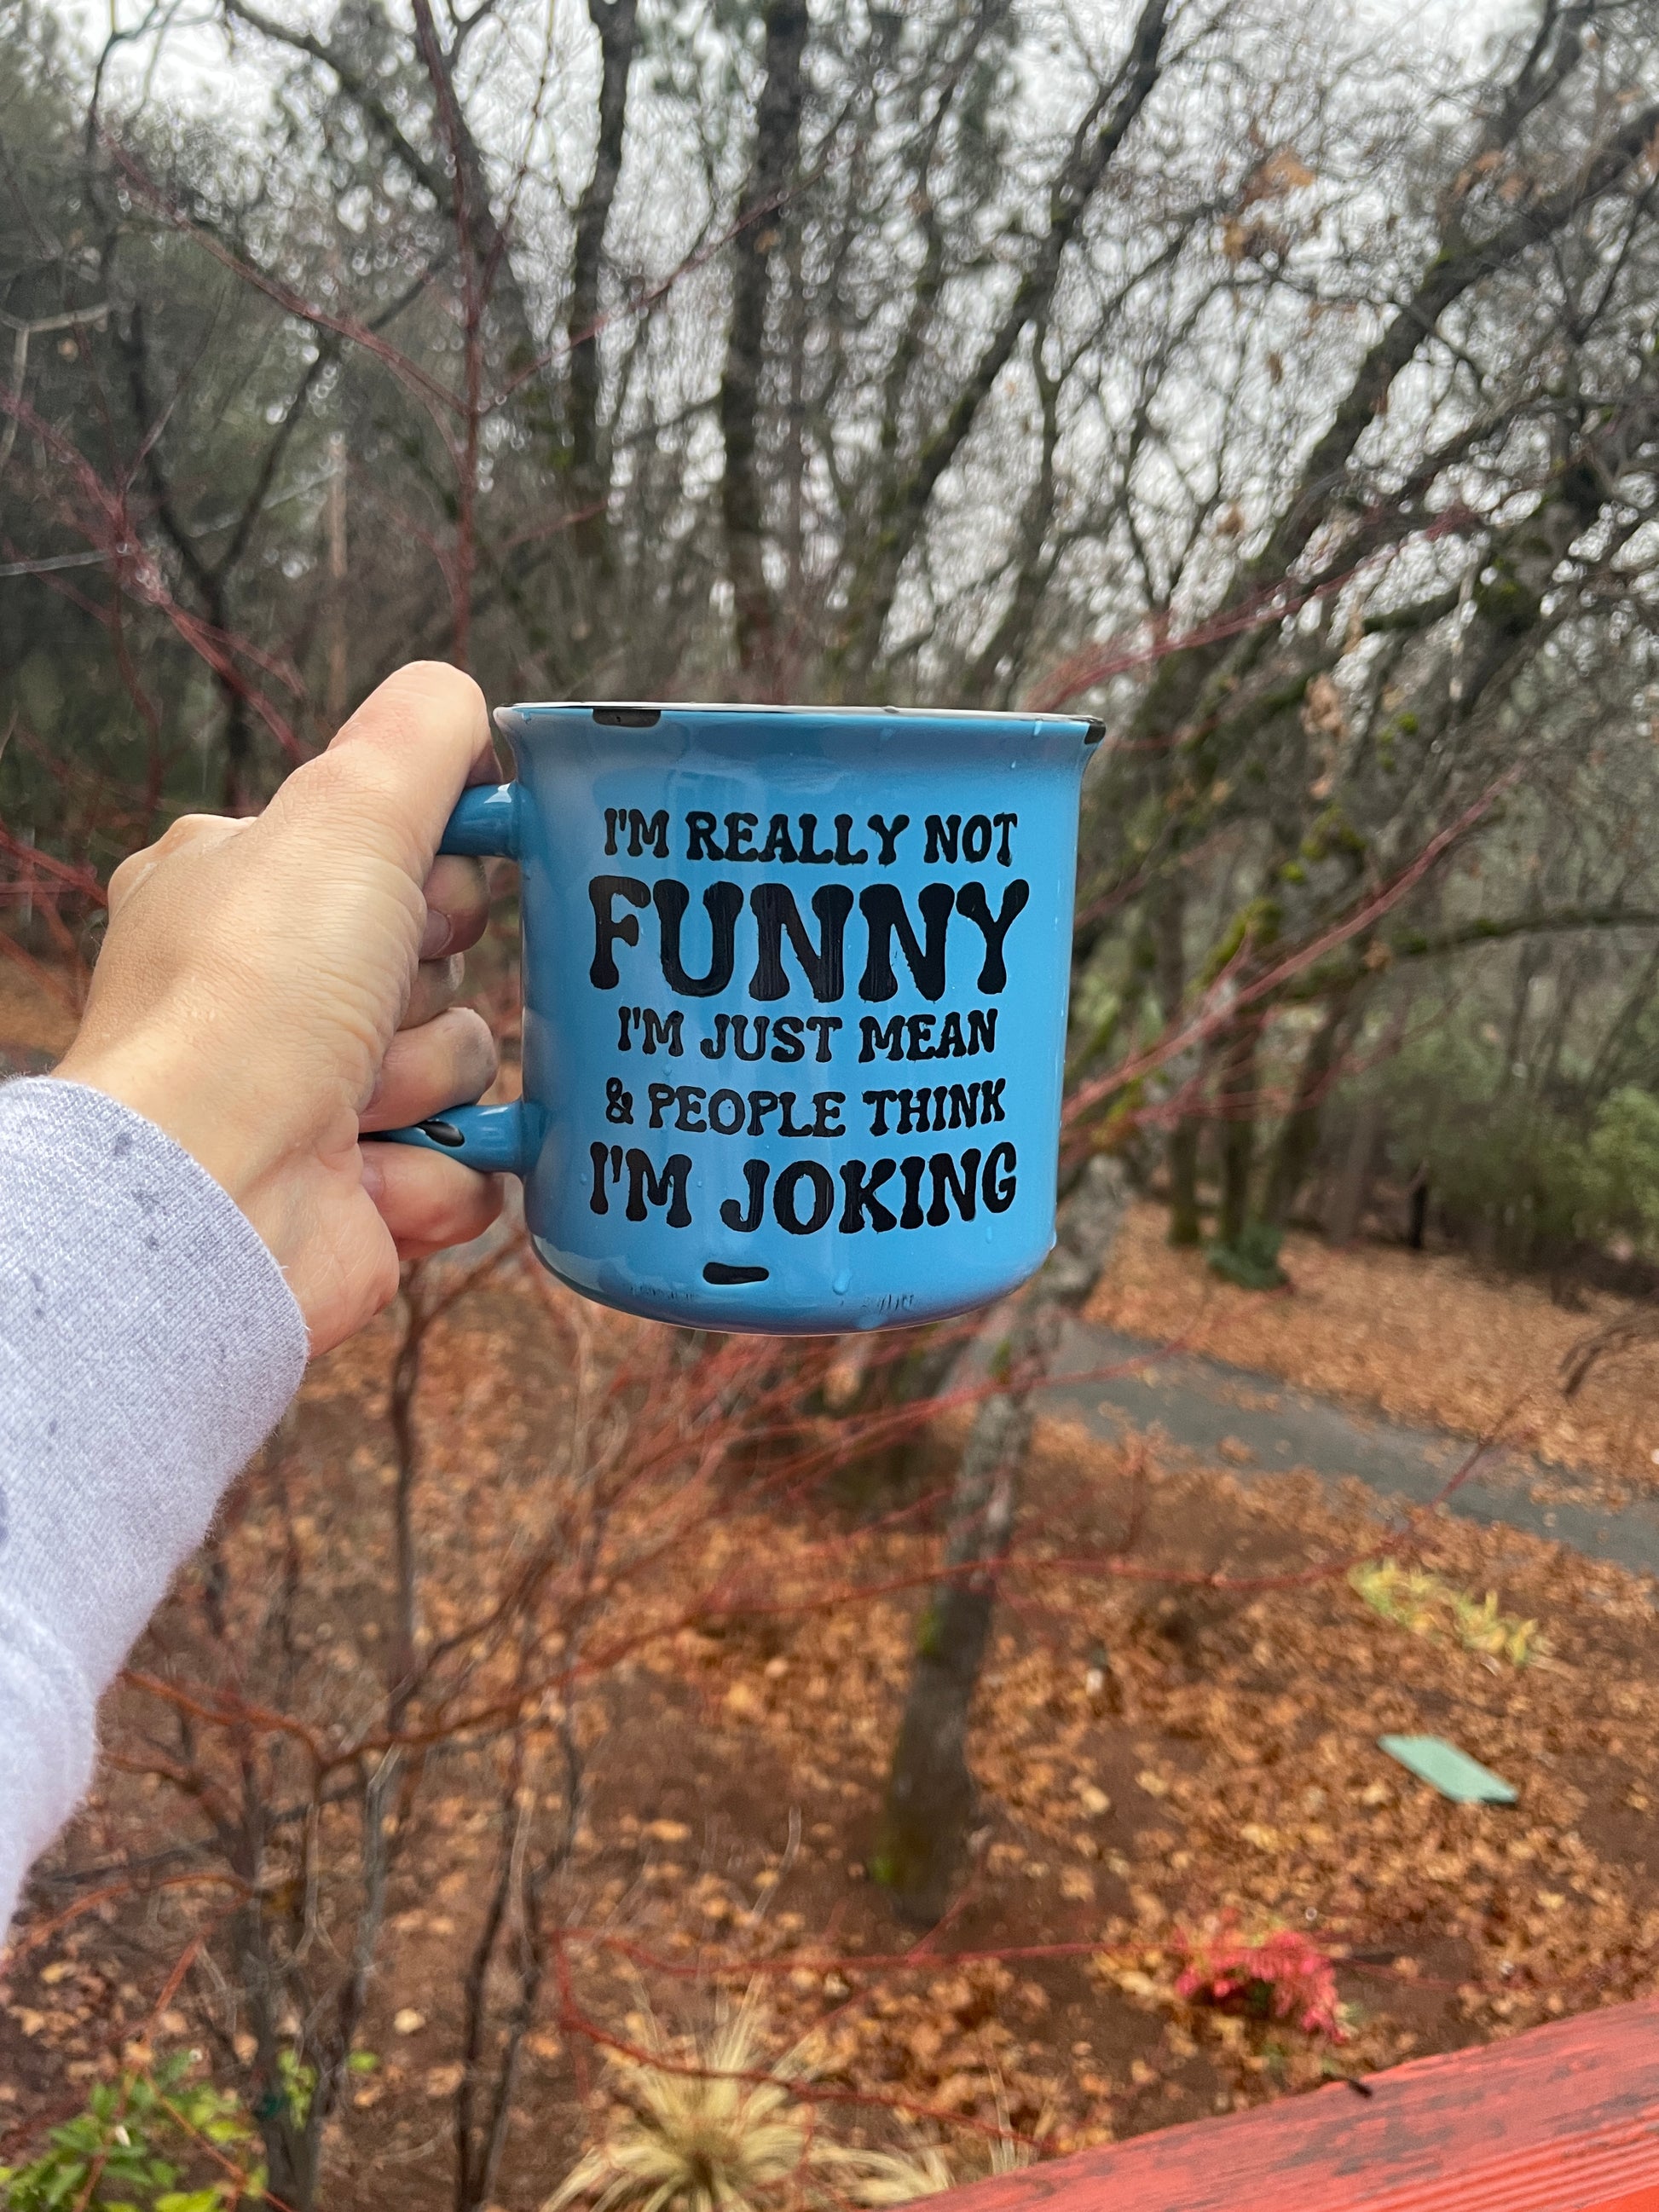 I'M REALLY NOT
FUNNY
I'M JUST MEAN
& PEOPLE THINK
I'M JOKING